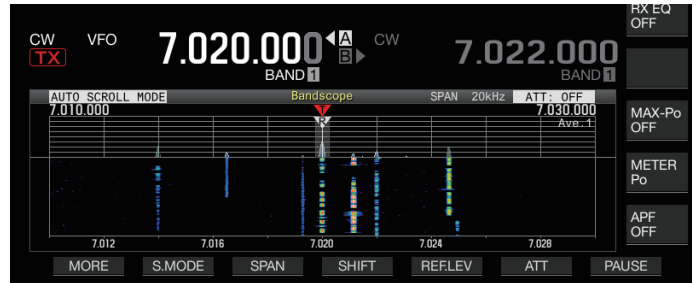 RX EQ
OFF
CW VFO 7.020.000 A CW 7.022.000
TX B
BAND 1 BAND 1
AUTO SCROLL MODE Bandscope SPAN 20kHz ATT: OFF
7.010.000 T 7.030.000
R Ave.1
MAX-Po
OFF
METER
Po
APF
OFF
7.012 7.016 7.020 7.024 7.028
MORE S.MODE SPAN SHIFT REF.LEV ATT PAUSE